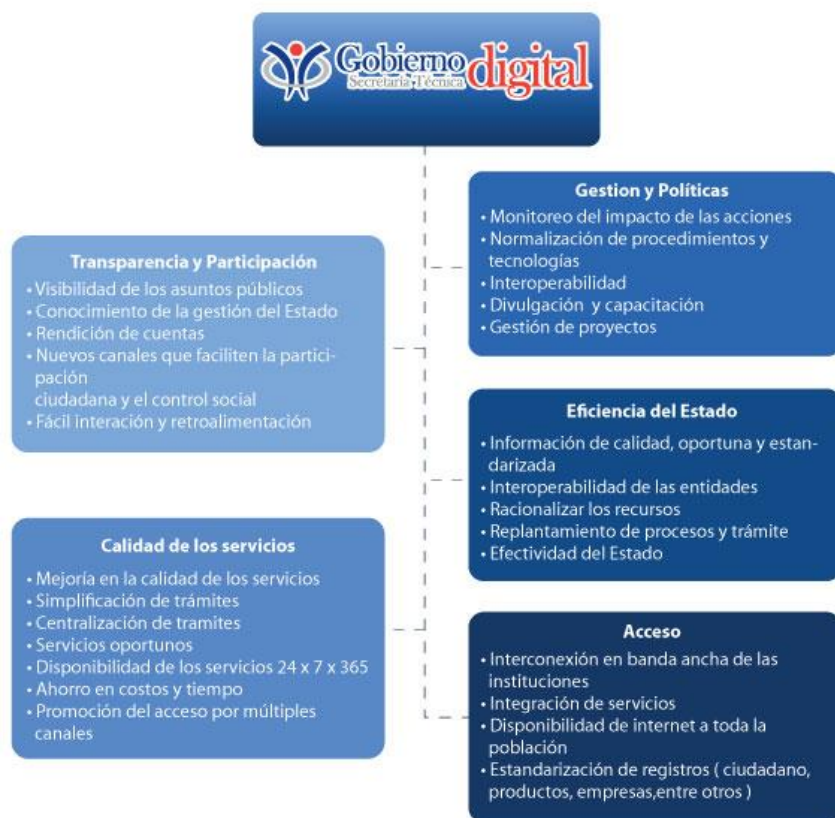 Gobierno digital
Secretaría Técnica
Gestion y Políticas
• Monitoreo del impacto de las acciones
• Normalización de procedimientos y
tecnologías
• Interoperabilidad
• Divulgación y capacitación
• Gestión de proyectos
Transparencia y Participación
• Visibilidad de los asuntos públicos
• Conocimiento de la gestión del Estado
• Rendición de cuentas
• Nuevos canales que faciliten la partici-
pación
ciudadana y el control social
• Fácil interación y retroalimentación
Eficiencia del Estado
• Información de calidad, oportuna y estan-
darizada
• Interoperabilidad de las entidades
• Racionalizar los recursos
• Replantamiento de procesos y trámite
• Efectividad del Estado
Calidad de los servicios
• Mejoría en la calidad de los servicios
• Simplificación de trámites
• Centralización de tramites
• Servicios oportunos
• Disponibilidad de los servicios 24 x 7 x 365
• Ahorro en costos y tiempo
• Promoción del acceso por múltiples
canales
Acceso
• Interconexión en banda ancha de las
instituciones
• Integración de servicios
• Disponibilidad de internet a toda la
población
• Estandarización de registros ( ciudadano,
productos, empresas,entre otros )